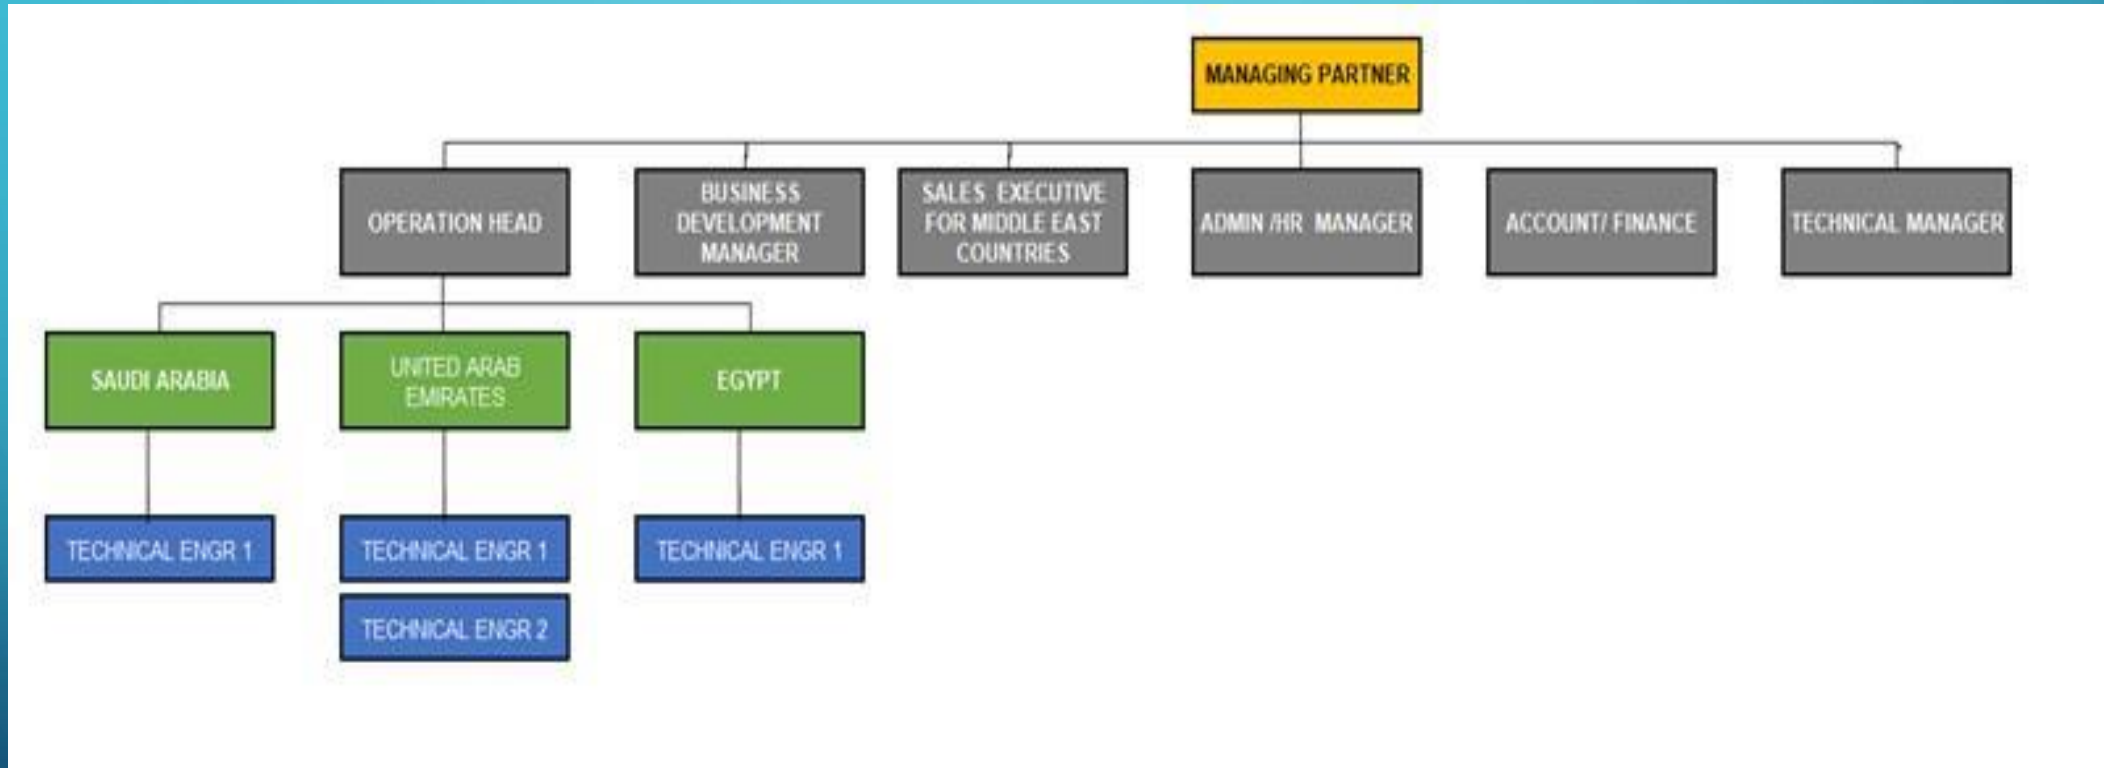 MANAGING PARTNER
OPERATION HEAD
BUSINESS
DEVELOPMENT
MANAGER
SALES EXECUTIVE
FOR MIDDLE EAST
COUNTRIES
ADMIN /HR MANAGER
ACCOUNT/ FINANCE
TECHNICAL MANAGER
SAUDI ARABIA
UNITED ARAB
EMIRATES
EGYPT
TECHNICAL ENGR 1
TECHNICAL ENGR 1
TECHNICAL ENGR 1
TECHNICAL ENGR 2